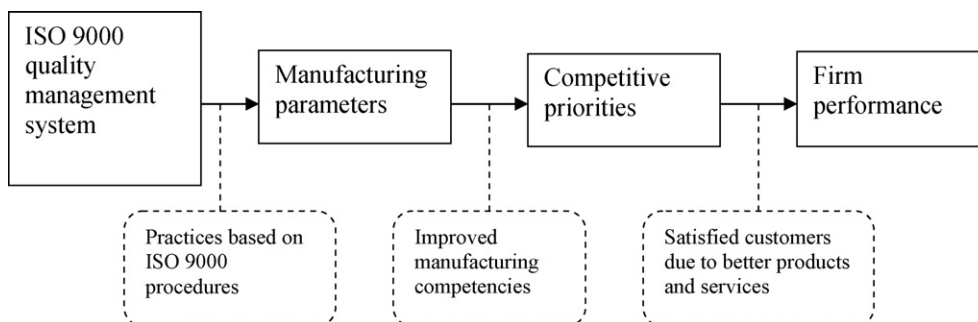 ISO 9000
quality
management
system
Manufacturing
parameters
Competitive
priorities
Firm
performance
Practices based on
ISO 9000
procedures
Improved
manufacturing
competencies
Satisfied customers
due to better products
and services